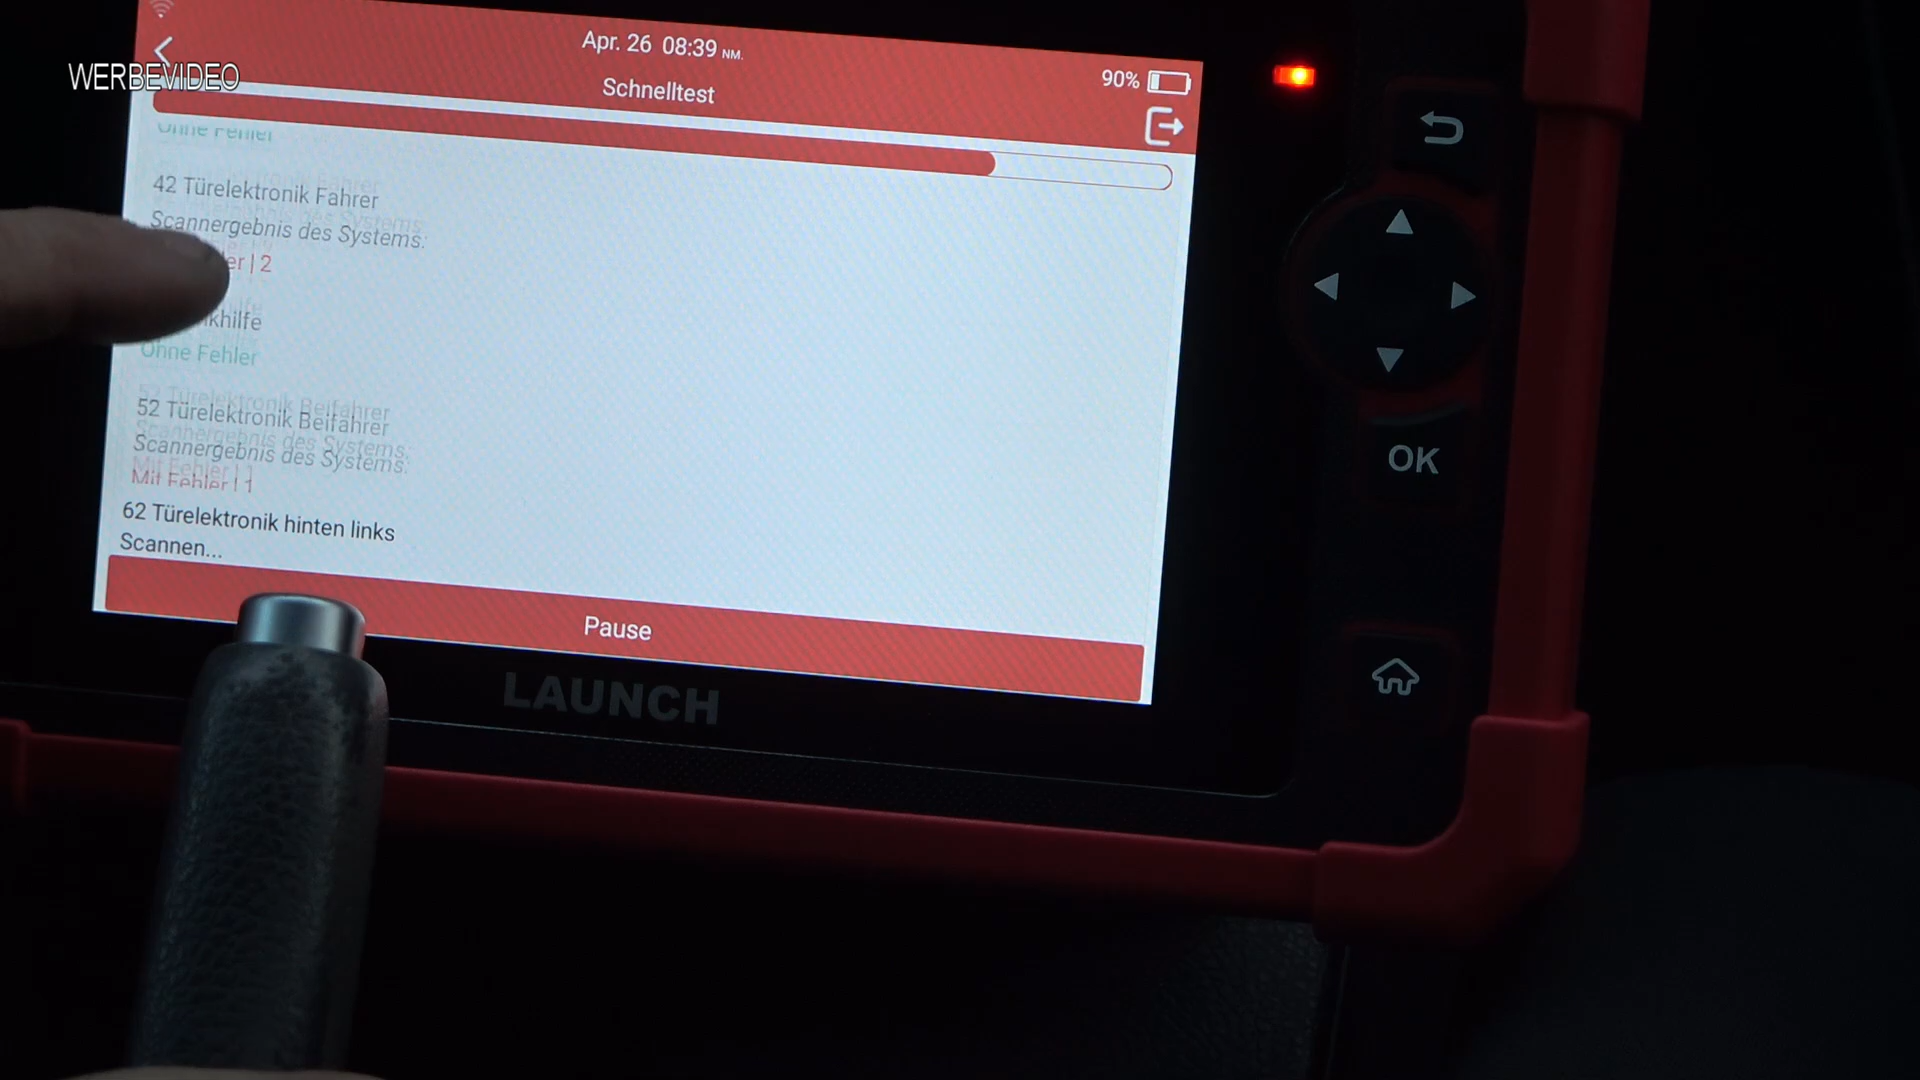 WERBEVIDEO
Apr. 26 08:39 NM.
90%
Schnelltest
Ohne Fehler
42 Türelektronik Fahrer
Scannergebnis des Systems:
er | 2
khilfe
Ohne Fehler
52 Türelektronik Beifahrer
Scannergebnis des Systems:
Mit Fehler | 1
62 Türelektronik hinten links
Scannen...
Pause
LAUNCH
OK